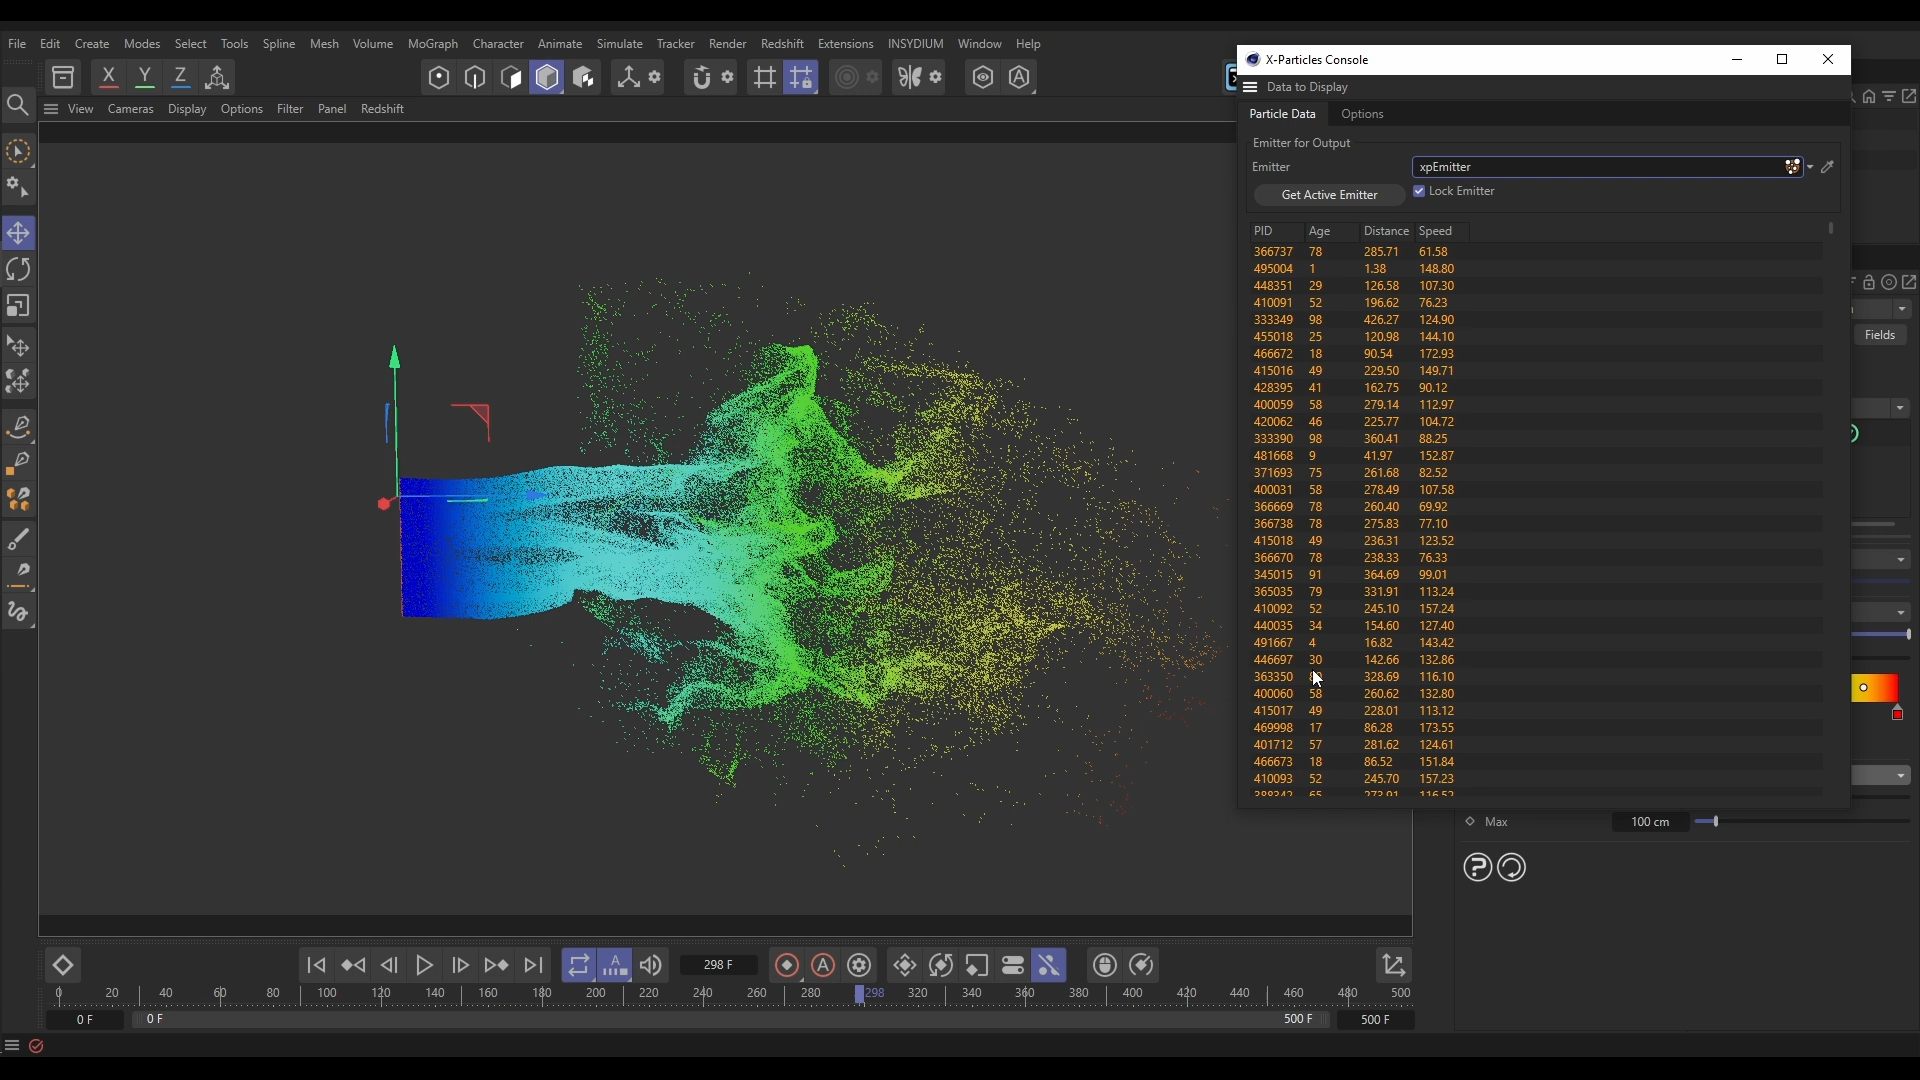 File Edit Create Modes Select Tools Spline Mesh Volume MoGraph Character Animate Simulate Tracker Render Redshift Extensions INSYDIUM Window Help
X Y Z
View Cameras Display Options Filter Panel Redshift
X-Particles Console
Data to Display
Particle Data Options
Emitter for Output
Emitter xpEmitter
Get Active Emitter Lock Emitter
PID Age Distance Speed
366737 78 285.71 61.58
495004 1 1.38 148.80
448351 29 126.58 107.30
410091 52 196.62 76.23
333349 98 426.27 124.90
455018 25 120.98 144.10
466672 18 90.54 172.93
415016 49 229.50 149.71
428395 41 162.75 90.12
400059 58 279.14 112.97
420062 46 225.77 104.72
333390 98 360.41 88.25
481668 9 41.97 152.87
371693 75 261.68 82.52
400031 58 278.49 107.58
366669 78 260.40 69.92
366738 78 275.83 77.10
415018 49 236.31 123.52
366670 78 238.33 76.33
345015 91 364.69 99.01
365035 79 331.91 113.24
410092 52 245.10 157.24
440035 34 154.60 127.40
491667 4 16.82 143.42
446697 30 142.66 132.86
363350 328.69 116.10
400060 58 260.62 132.80
415017 49 228.01 113.12
469998 17 86.28 173.55
401712 57 281.62 124.61
466673 18 86.52 151.84
410093 52 245.70 157.23
388342 65 273.91 116.52
Fields
Max 100 cm
298 F
0 20 40 60 80 100 120 140 160 180 200 220 240 260 280 298 320 340 360 380 400 420 440 460 480 500
0 F 0 F 500 F 500 F